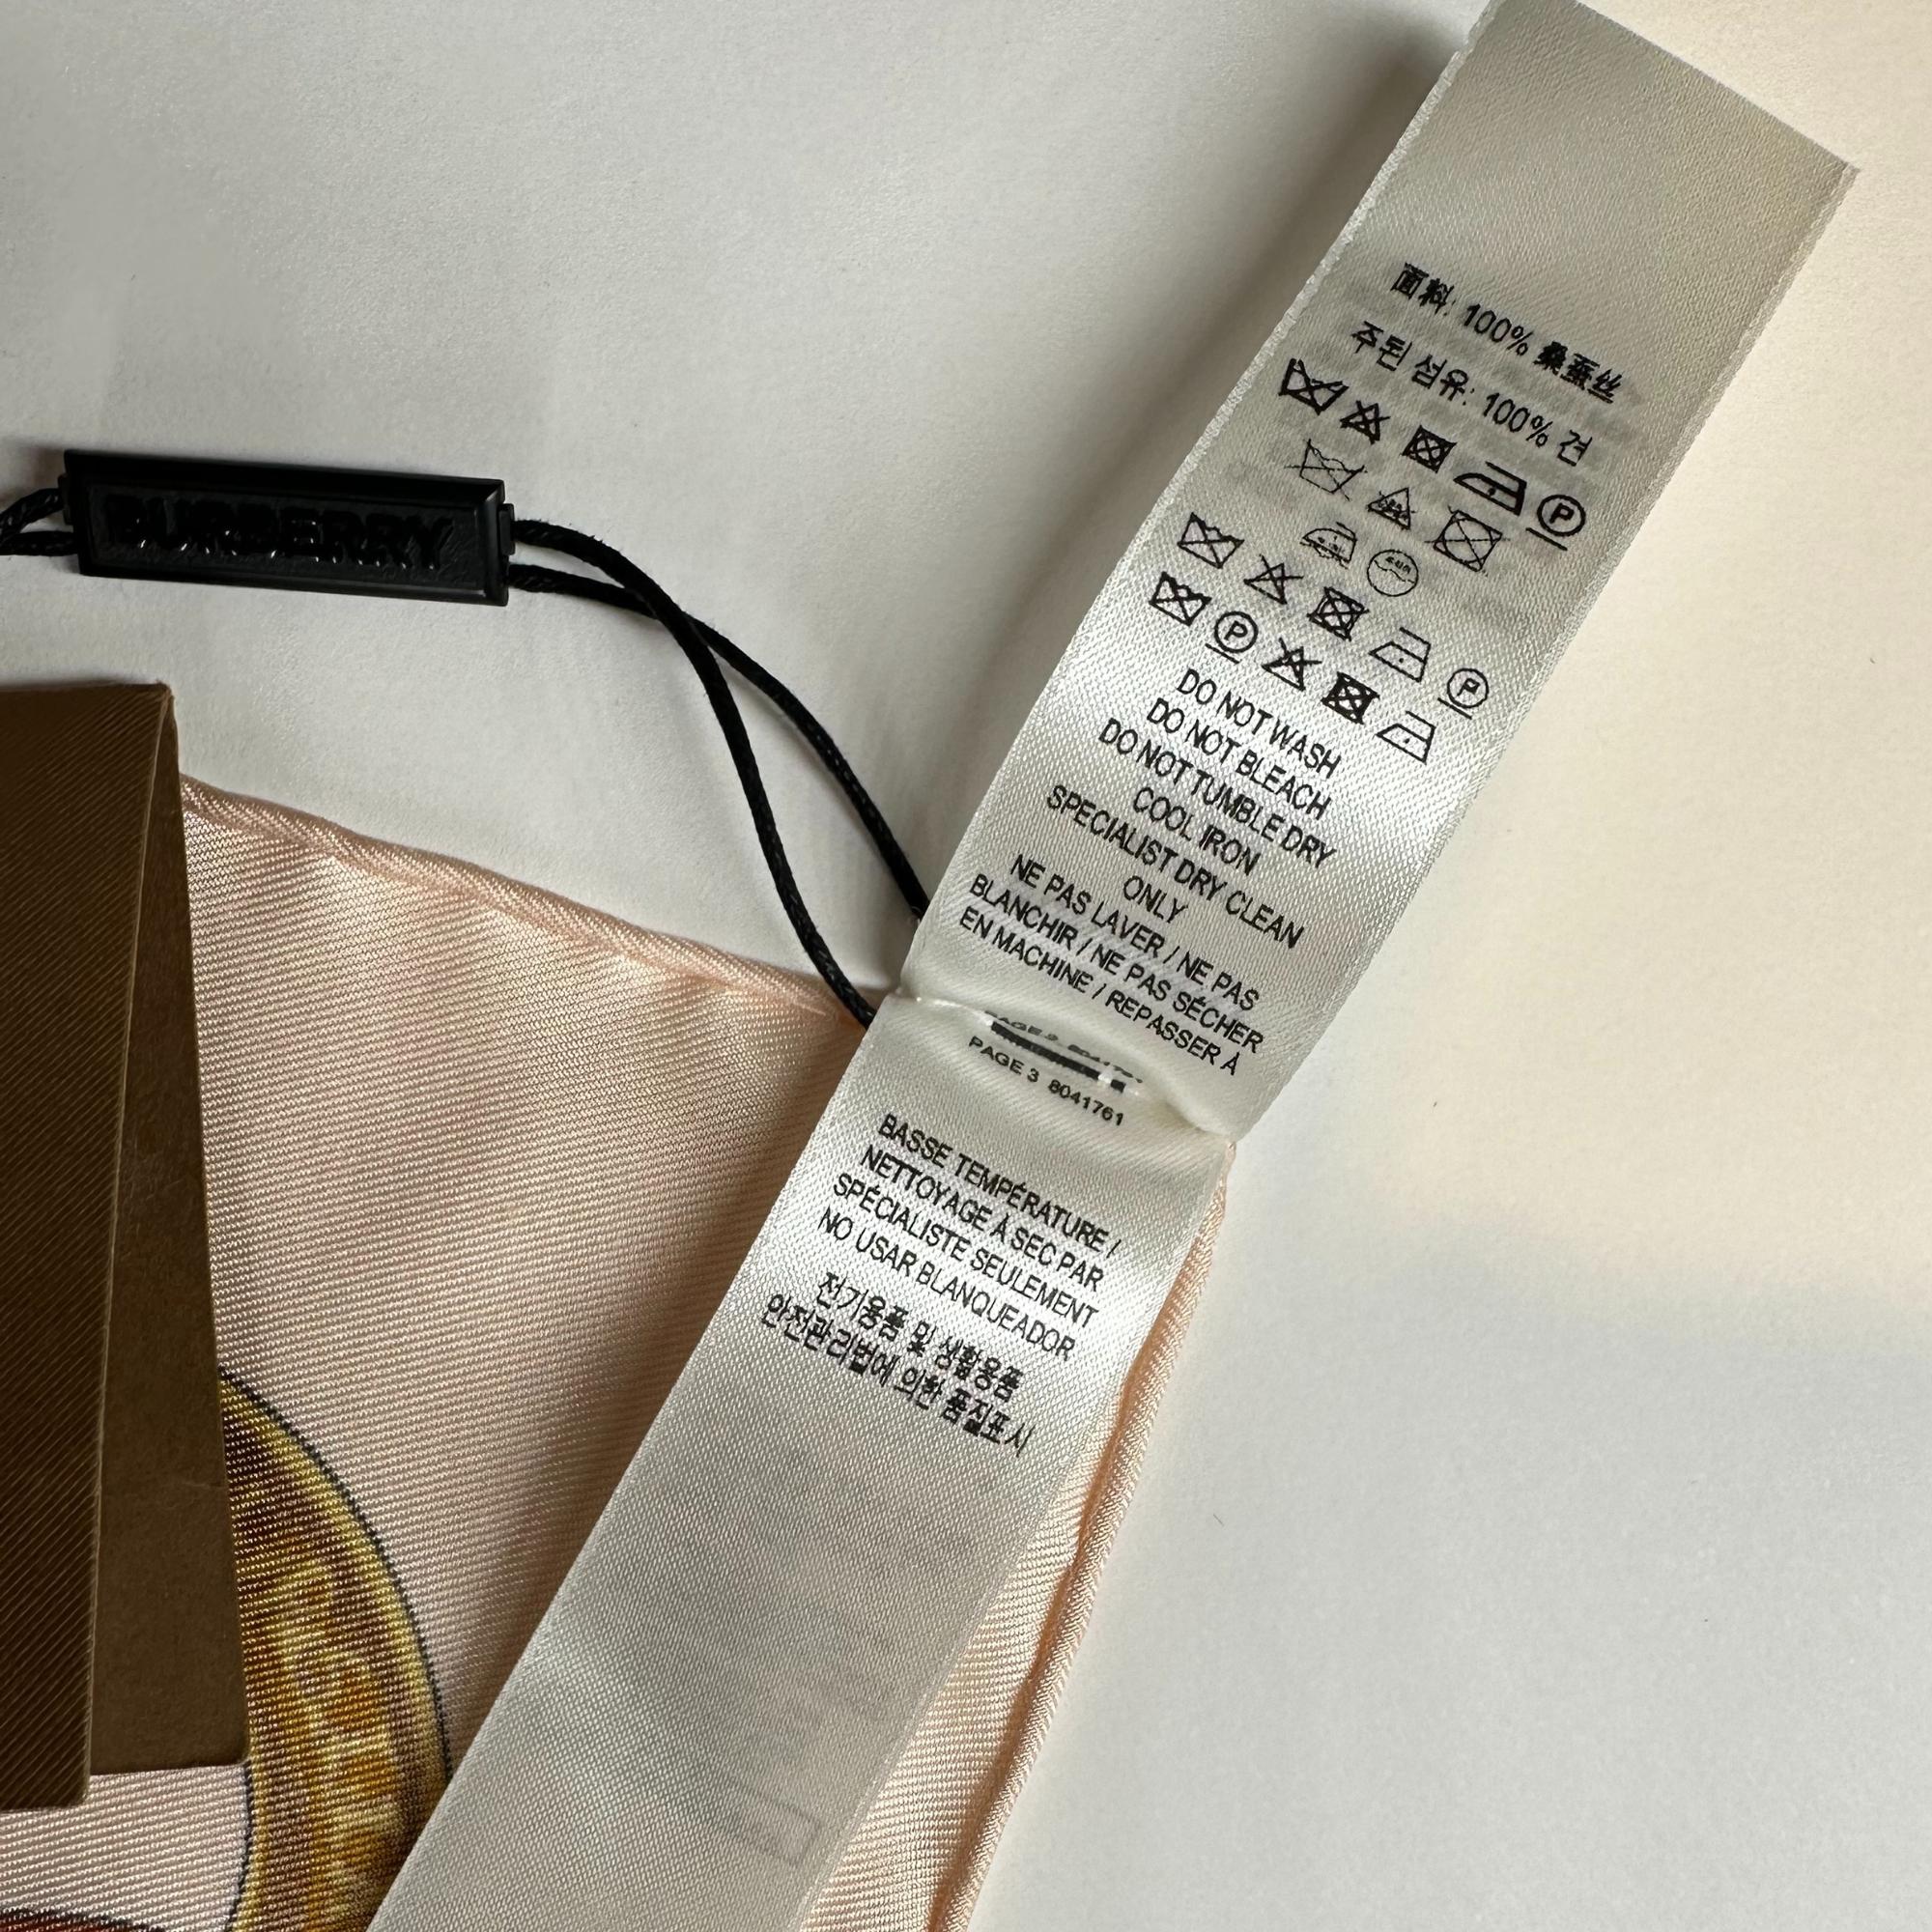 BURBERRY
面料: 100% 桑蚕丝
주된 섬유: 100% 견
P
P
P
DO NOT WASH
DO NOT BLEACH
DO NOT TUMBLE DRY
COOL IRON
SPECIALIST DRY CLEAN
ONLY
NE PAS LAVER / NE PAS
BLANCHIR / NE PAS SÉCHER
EN MACHINE / REPASSER À
PAGE 2 8041761
PAGE 3 8041761
BASSE TEMPÉRATURE /
NETTOYAGE À SEC PAR
SPÉCIALISTE SEULEMENT
NO USAR BLANQUEADOR
전기용품 및 생활용품
안전관리법에 의한 품질표시